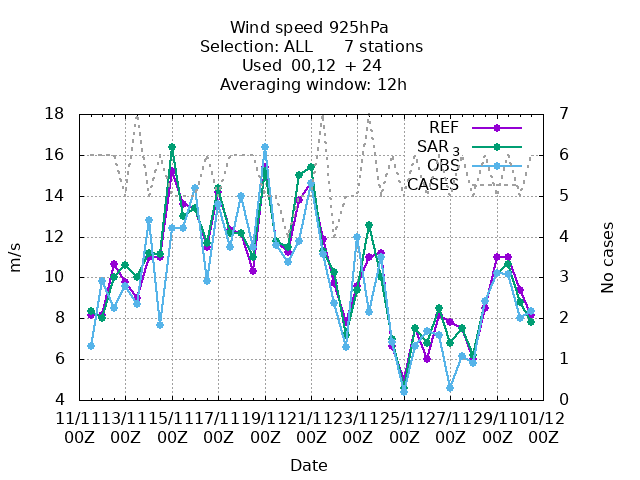 Wind speed 925hPa
Selection: ALL 7 stations
Used 00,12 + 24
Averaging window: 12h
18 7
REF
SAR 3
16 6
OBS
CASES
14 5
12 4
m/s No cases
10 3
8 2
6 1
4 0
11/11 13/11 15/11 17/11 19/11 21/11 23/11 25/11 27/11 29/11 01/12
00Z 00Z 00Z 00Z 00Z 00Z 00Z 00Z 00Z 00Z 00Z
Date